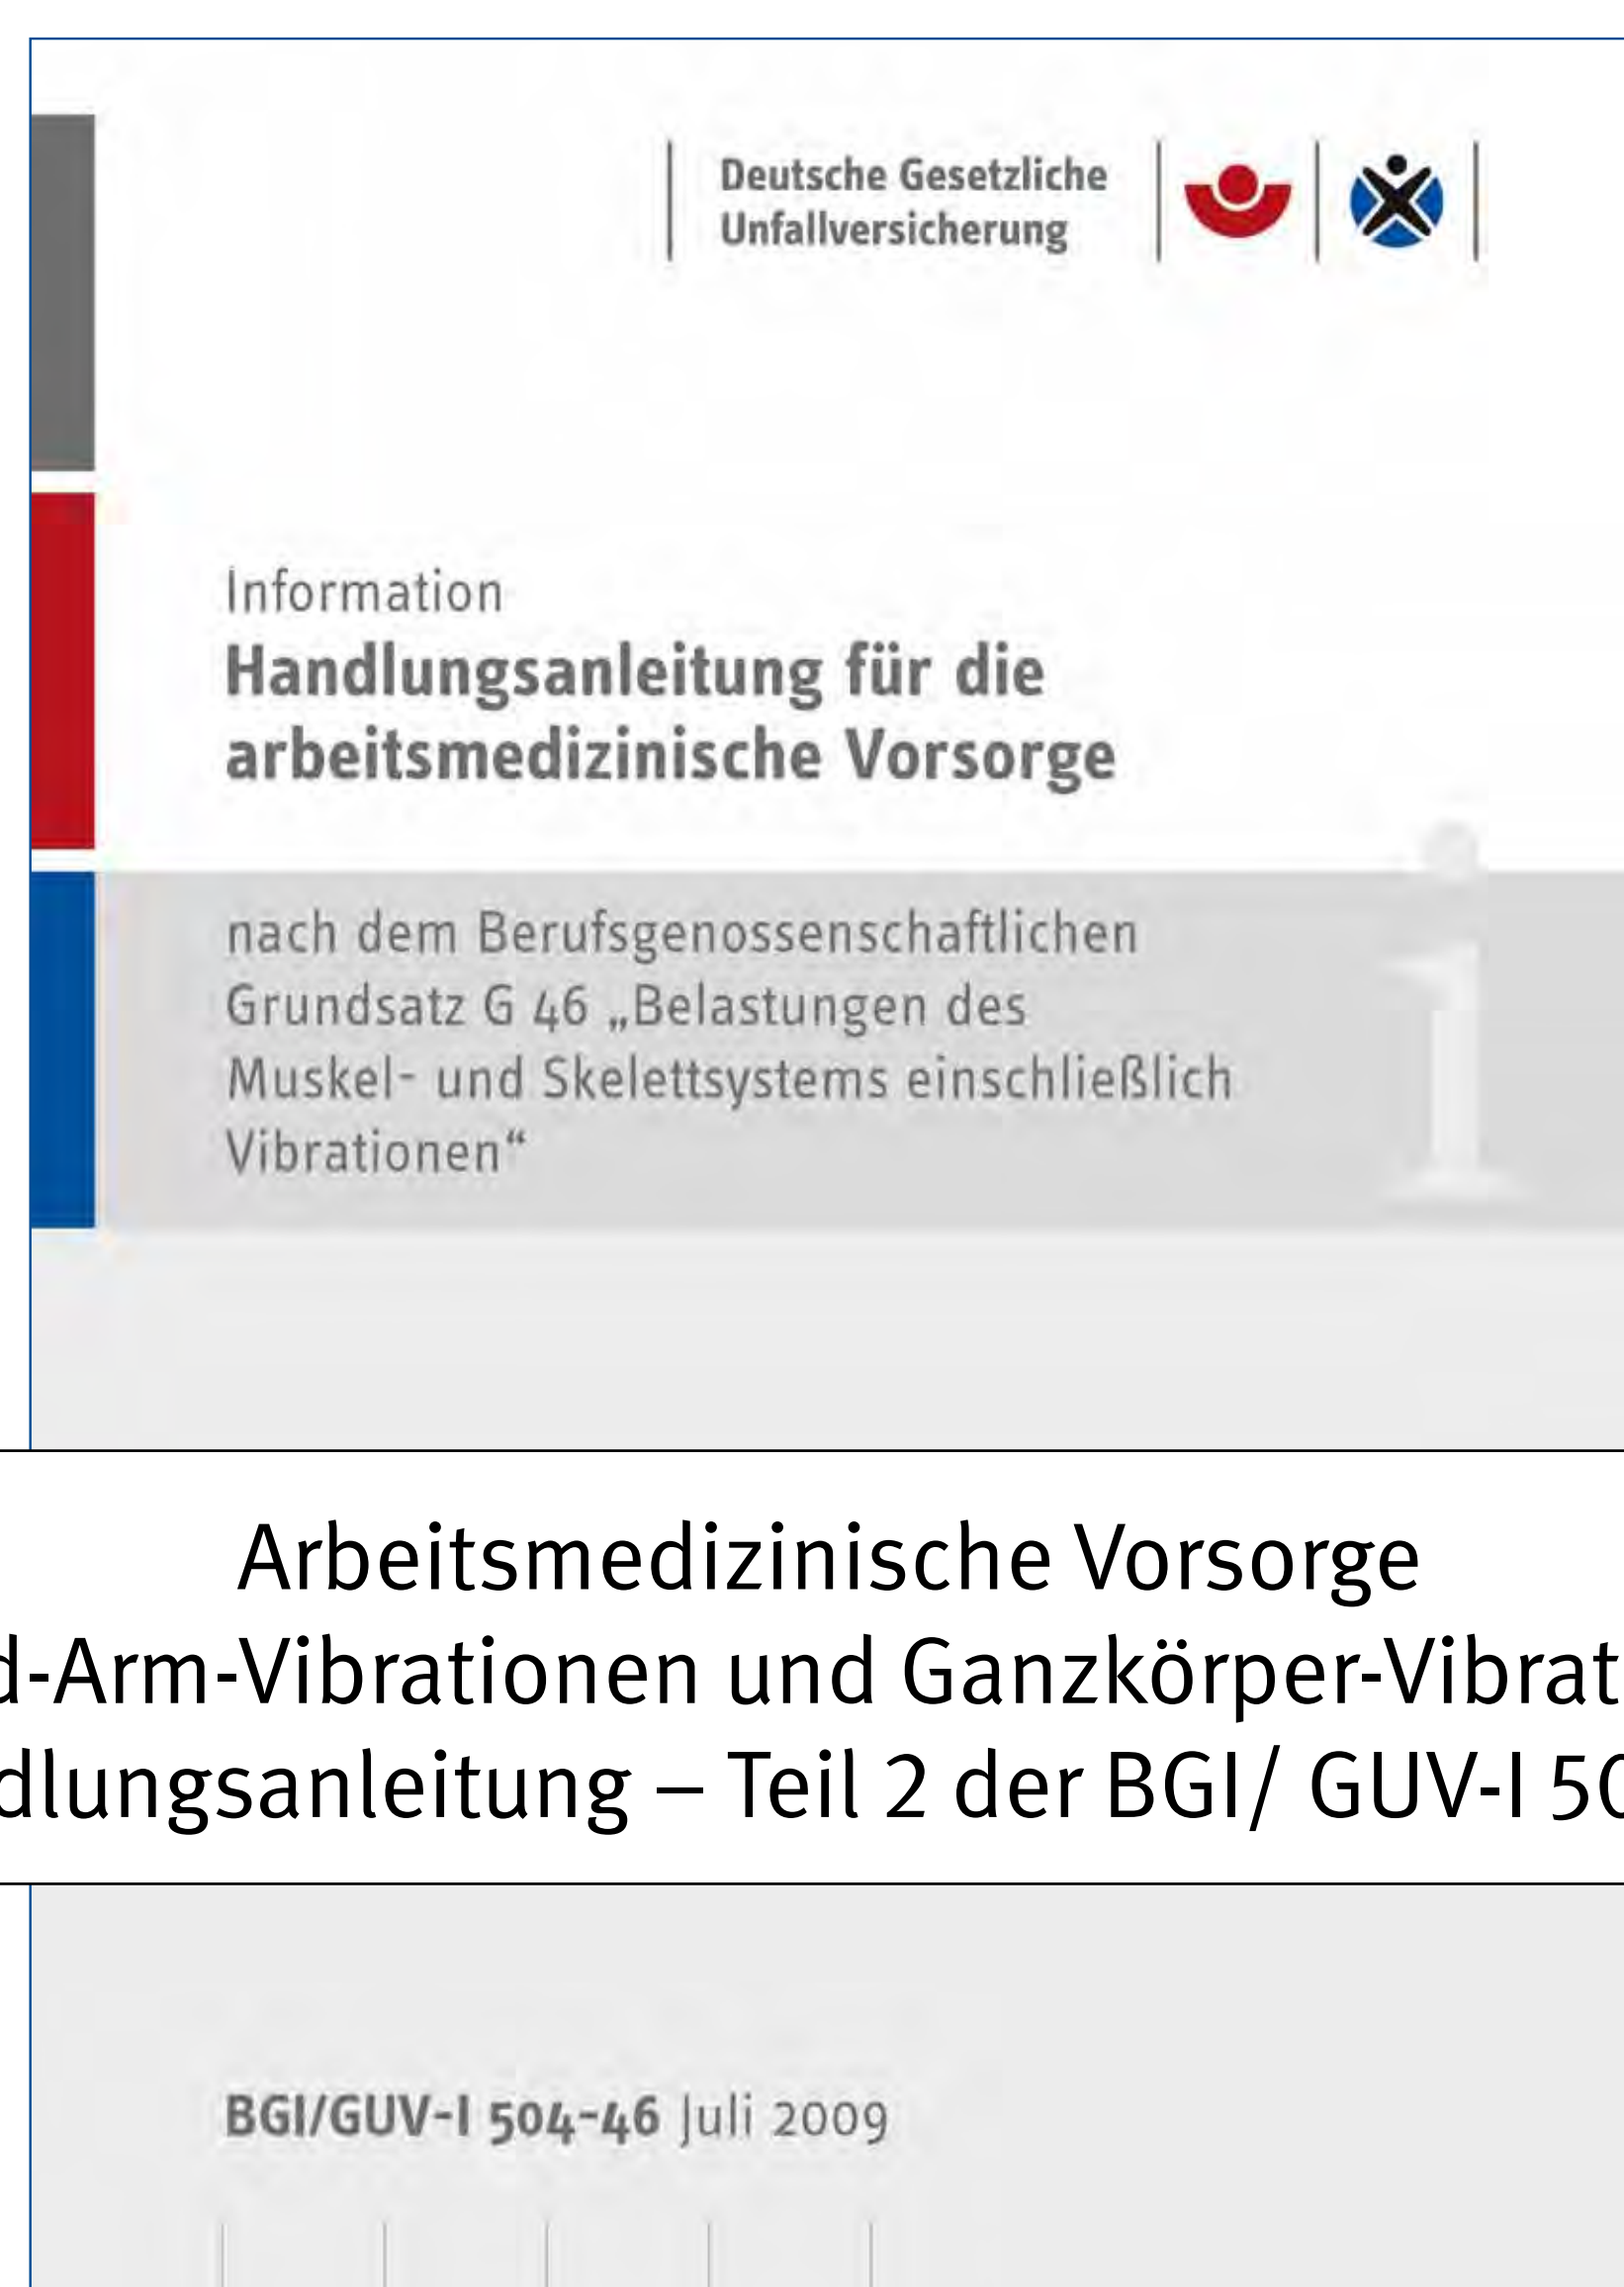 Deutsche Gesetzliche
Unfallversicherung
Information
Handlungsanleitung für die
arbeitsmedizinische Vorsorge
nach dem Berufsgenossenschaftlichen
Grundsatz G 46 „Belastungen des
Muskel- und Skelettsystems einschließlich
Vibrationen“
i
Arbeitsmedizinische Vorsorge
d-Arm-Vibrationen und Ganzkörper-Vibrat
dlungsanleitung – Teil 2 der BGI/ GUV-I 50
BGI/GUV-I 504-46 Juli 2009